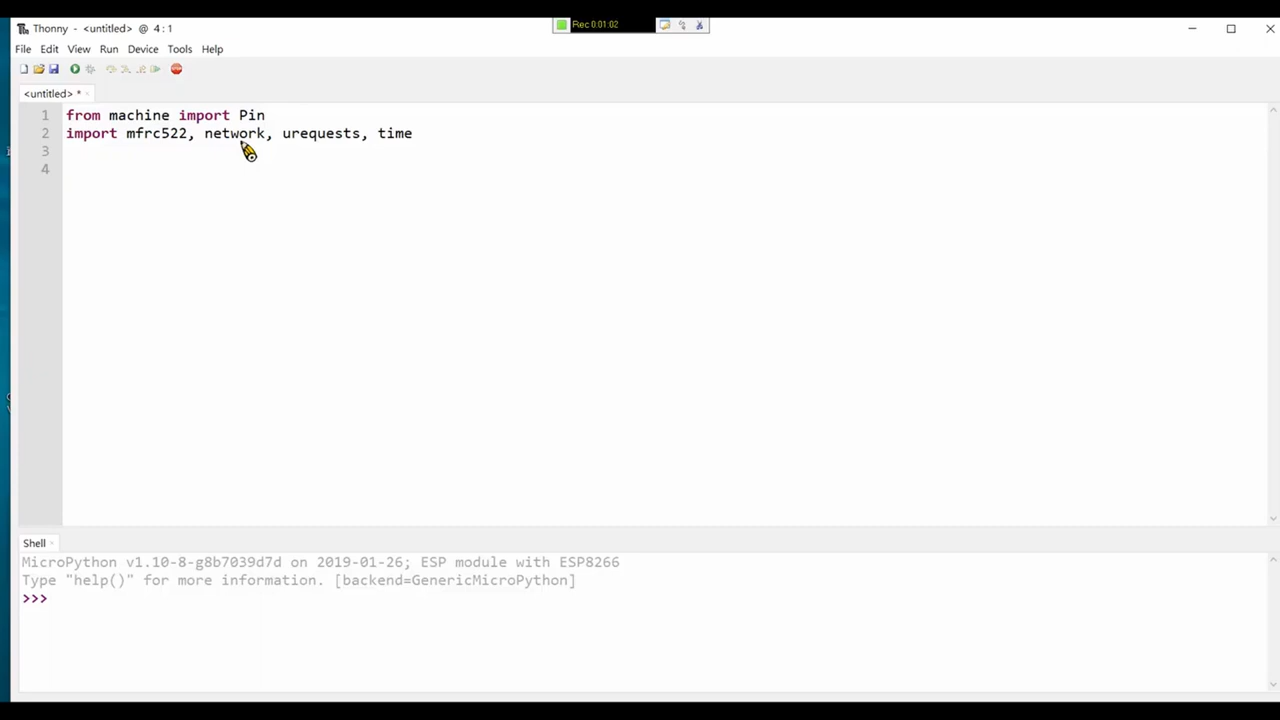 Rec 0:01:02
Thonny - <untitled> @ 4:1
File Edit View Run Device Tools Help
<untitled> *
1 from machine import Pin
2 import mfrc522, network, urequests, time
3
4
Shell
MicroPython v1.10-8-g8b7039d7d on 2019-01-26; ESP module with ESP8266
Type "help()" for more information. [backend=GenericMicroPython]
>>>